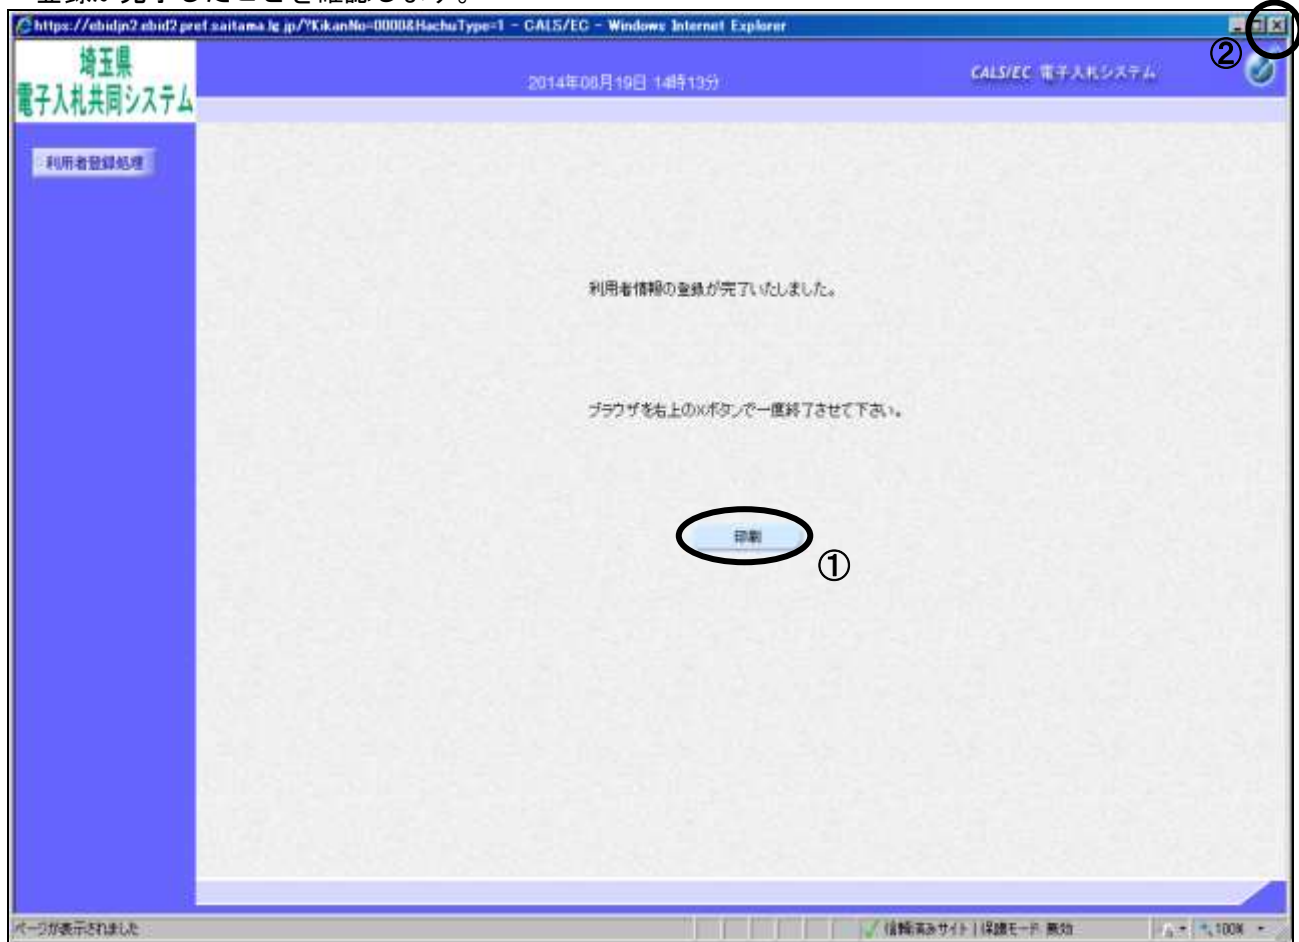 登録が完了したことを確認します。
https://ebidjn2.ebid2.pref.saitama.lg.jp/?KikanNo=0000&HachuType=1 - CALS/EC - Windows Internet Explorer
②
埼玉県
電子入札共同システム
2014年06月19日 14時13分
CALS/EC 電子入札システム
利用者登録処理
利用者情報の登録が完了いたしました。
ブラウザを右上の×ボタンで一度終了させて下さい。
印刷
①
ページが表示されました
信頼済みサイト | 保護モード: 無効
100%